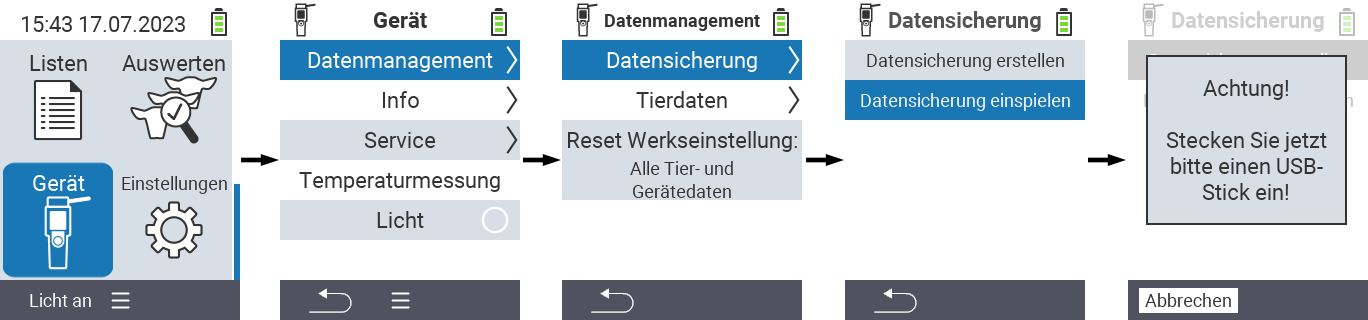 15:43 17.07.2023
Listen
Auswerten
Gerät
Einstellungen
Licht an
Gerät
Datenmanagement
Info
Service
Temperaturmessung
Licht
Datenmanagement
Datensicherung
Tierdaten
Reset Werkseinstellung:
Alle Tier- und
Gerätedaten
Datensicherung
Datensicherung erstellen
Datensicherung einspielen
Datensicherung
Achtung!
Stecken Sie jetzt
bitte einen USB-
Stick ein!
Abbrechen